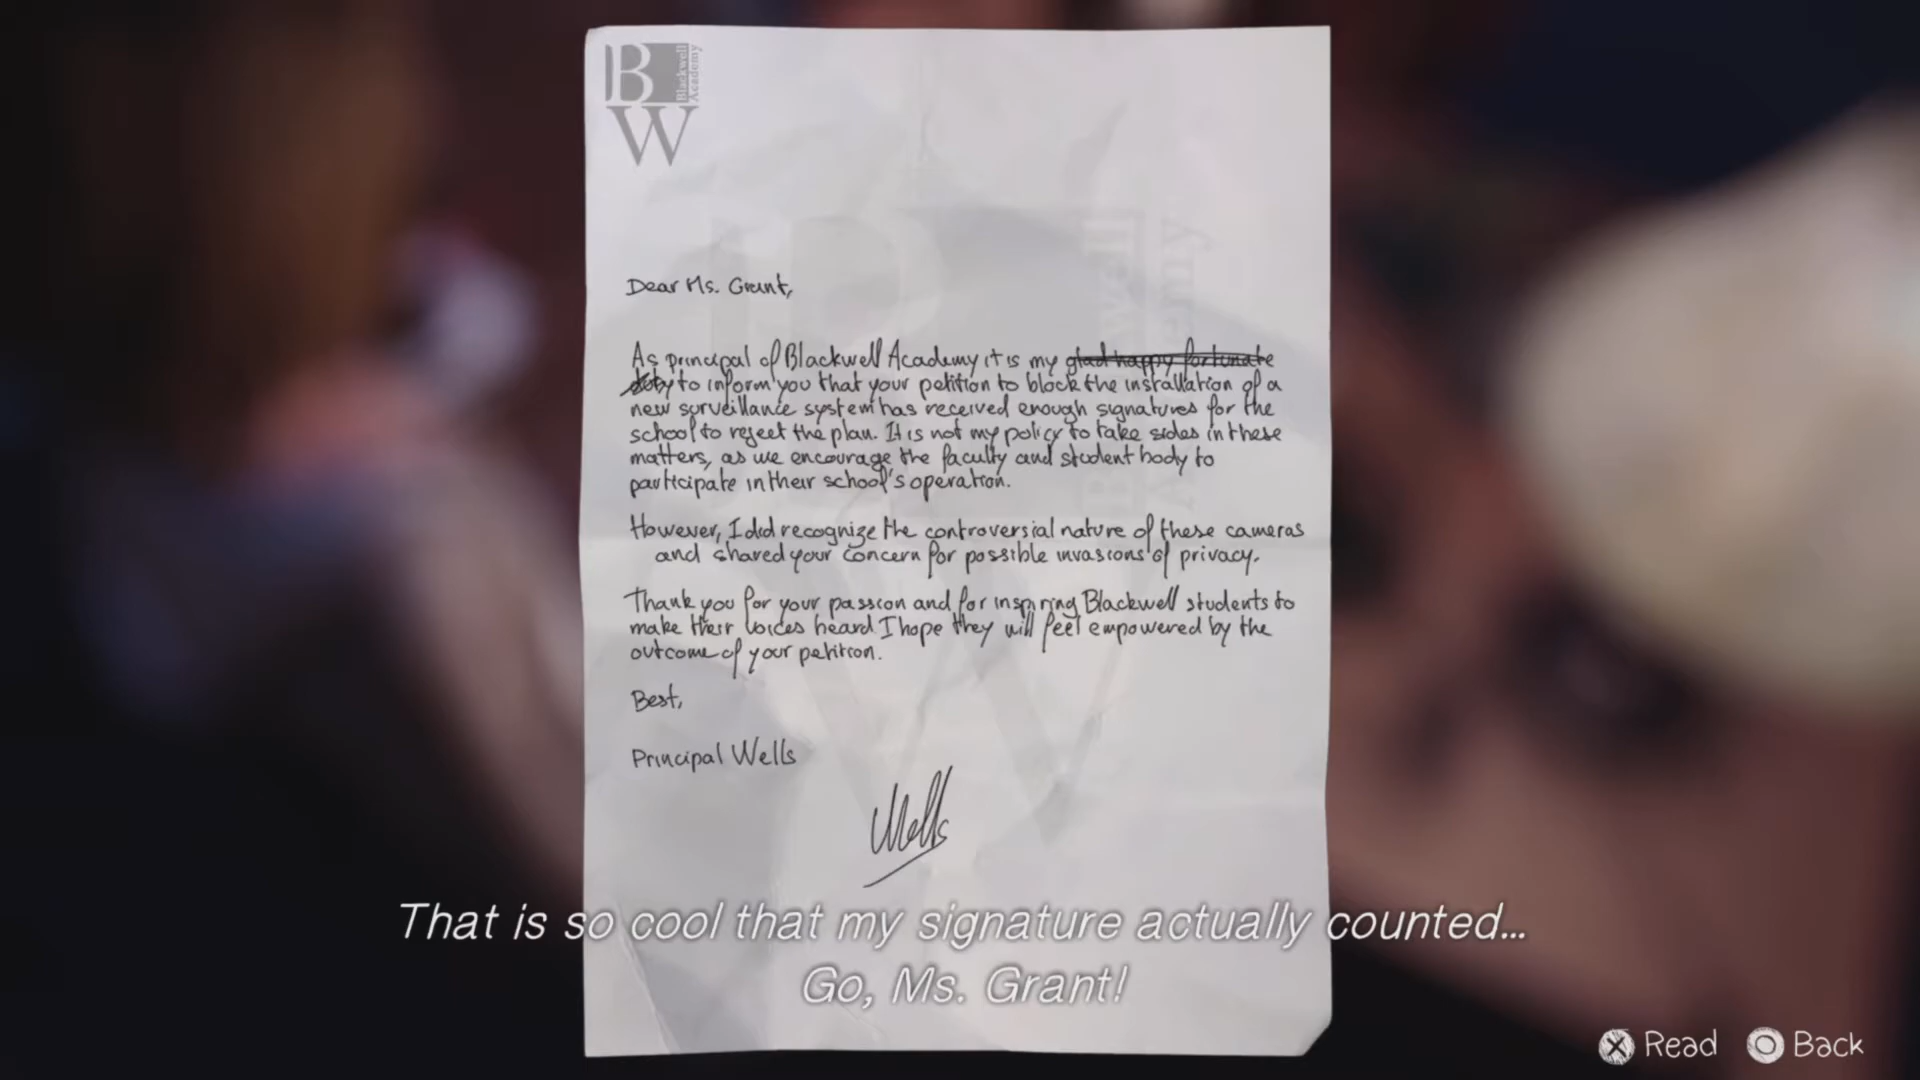 B
Blackwell
Academy
W
Dear Ms. Grant,
As principal of Blackwell Academy it is my glad happy fortunate
duty to inform you that your petition to block the installation of a
new surveillance system has received enough signatures for the
school to reject the plan. It is not my policy to take sides in these
matters, as we encourage the faculty and student body to
participate in their school's operation.
However, I did recognize the controversial nature of these cameras
and shared your concern for possible invasions of privacy.
Thank you for your passion and for inspiring Blackwell students to
make their voices heard I hope they will feel empowered by the
outcome of your petition.
Best,
Principal Wells
Wells
That is so cool that my signature actually counted...
Go, Ms. Grant!
Read Back